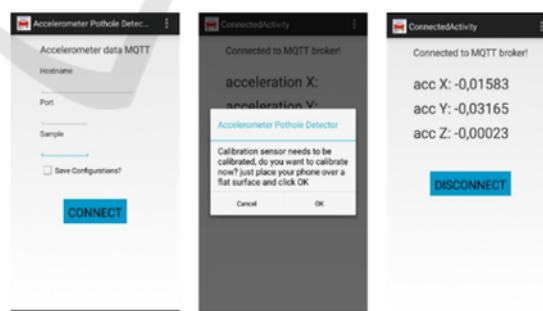 Accelerometer Pothole Detec...
Accelerometer data MQTT
Hostname
Port
Sample
Save Configurations?
CONNECT
ConnectedActivity
Connected to MQTT broker!
acceleration X:
acceleration Y:
Accelerometer Pothole Detector
Calibration sensor needs to be
calibrated, do you want to calibrate
now? just place your phone over a
flat surface and click OK
Cancel OK
ConnectedActivity
Connected to MQTT broker!
acc X: -0,01583
acc Y: -0,03165
acc Z: -0,00023
DISCONNECT